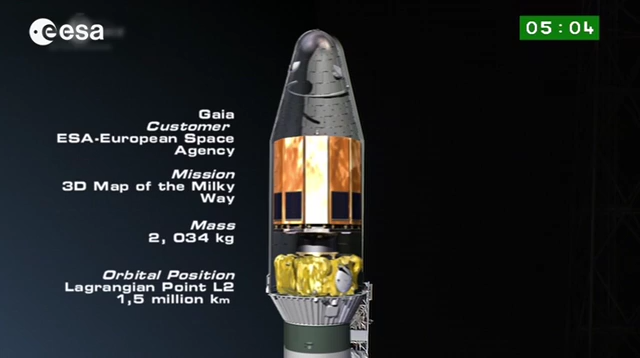 esa
05:04
Gaia
Customer
ESA-European Space
Agency
Mission
3D Map of the Milky
Way
Mass
2, 034 kg
Orbital Position
Lagrangian Point L2
1,5 million km